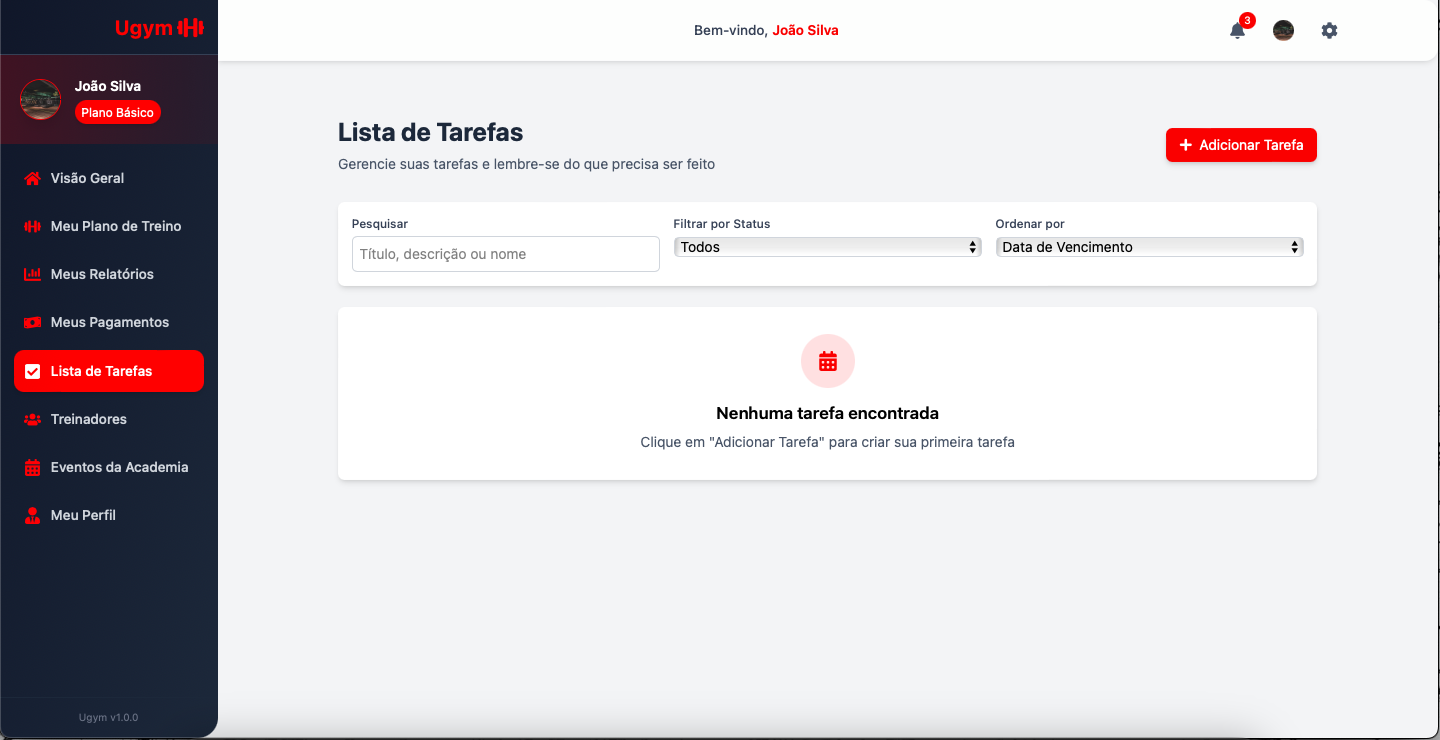 Ugym
Bem-vindo, João Silva
3
João Silva
Plano Básico
Visão Geral
Meu Plano de Treino
Meus Relatórios
Meus Pagamentos
Lista de Tarefas
Treinadores
Eventos da Academia
Meu Perfil
Ugym v1.0.0
Lista de Tarefas
Gerencie suas tarefas e lembre-se do que precisa ser feito
Adicionar Tarefa
Pesquisar
Título, descrição ou nome
Filtrar por Status
Todos
Ordenar por
Data de Vencimento
Nenhuma tarefa encontrada
Clique em "Adicionar Tarefa" para criar sua primeira tarefa